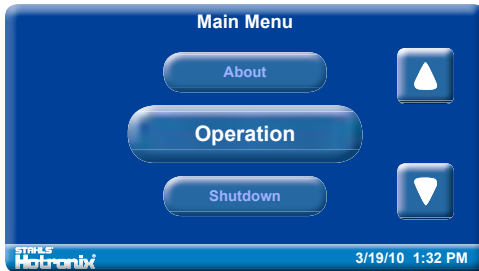 Main Menu
About
Operation
Shutdown
STAHLS'
Hotronix
3/19/10 1:32 PM